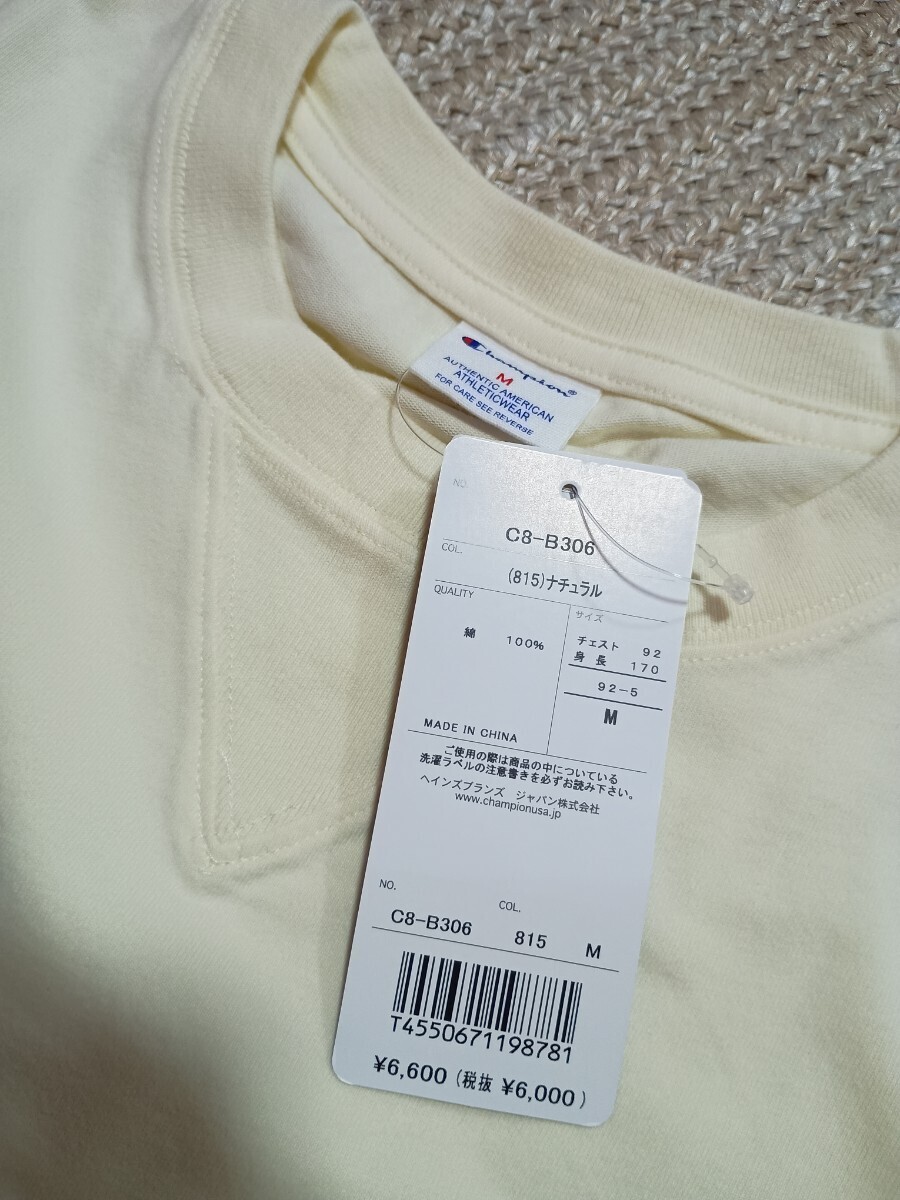 Champion®
M
AUTHENTIC AMERICAN
ATHLETICWEAR
FOR CARE SEE REVERSE
NO.
C8-B306
COL.
(815)ナチュラル
QUALITY
サイズ
綿 100%
チェスト 92
身長 170
92-5
M
MADE IN CHINA
ご使用の際は商品の中についている
洗濯ラベルの注意書きを必ずお読み下さい。
ヘインズブランズ ジャパン株式会社
www.championusa.jp
NO.
COL.
C8-B306 815 M
T4550671198781
¥6,600 (税抜 ¥6,000)